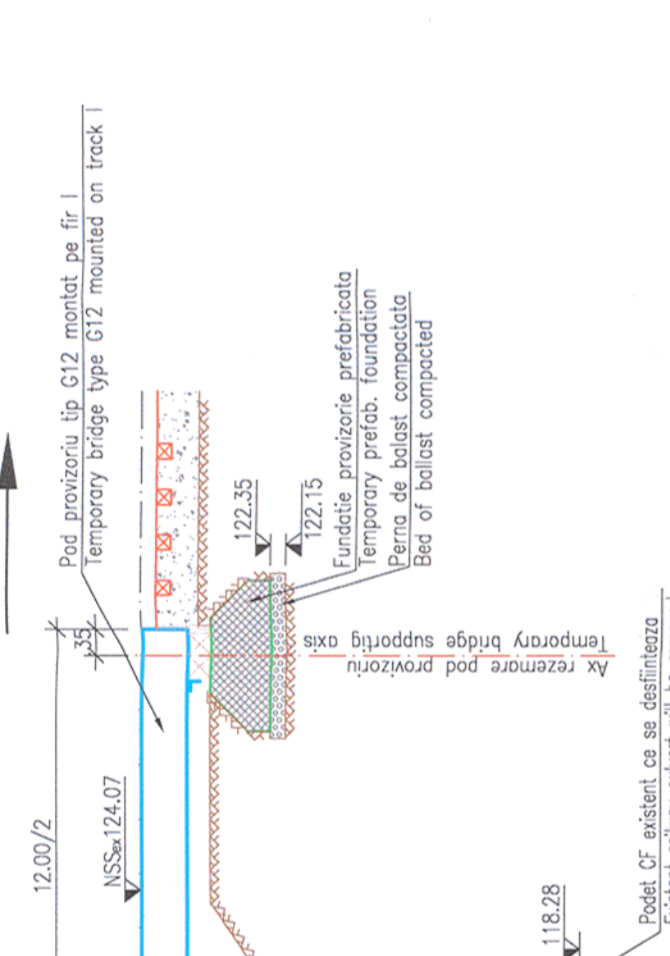 Pod provizoriu tip G12 montat pe fir I
Temporary bridge type G12 mounted on track I
12.00/2
35
NSSex124.07
122.35
122.15
Fundatie provizorie prefabricata
Temporary prefab. foundation
Perna de balast compactata
Bed of ballast compacted
Ax rezemare pod provizoriu
Temporary bridge supportig axis
118.28
Podet CF existent ce se desfiinteaza